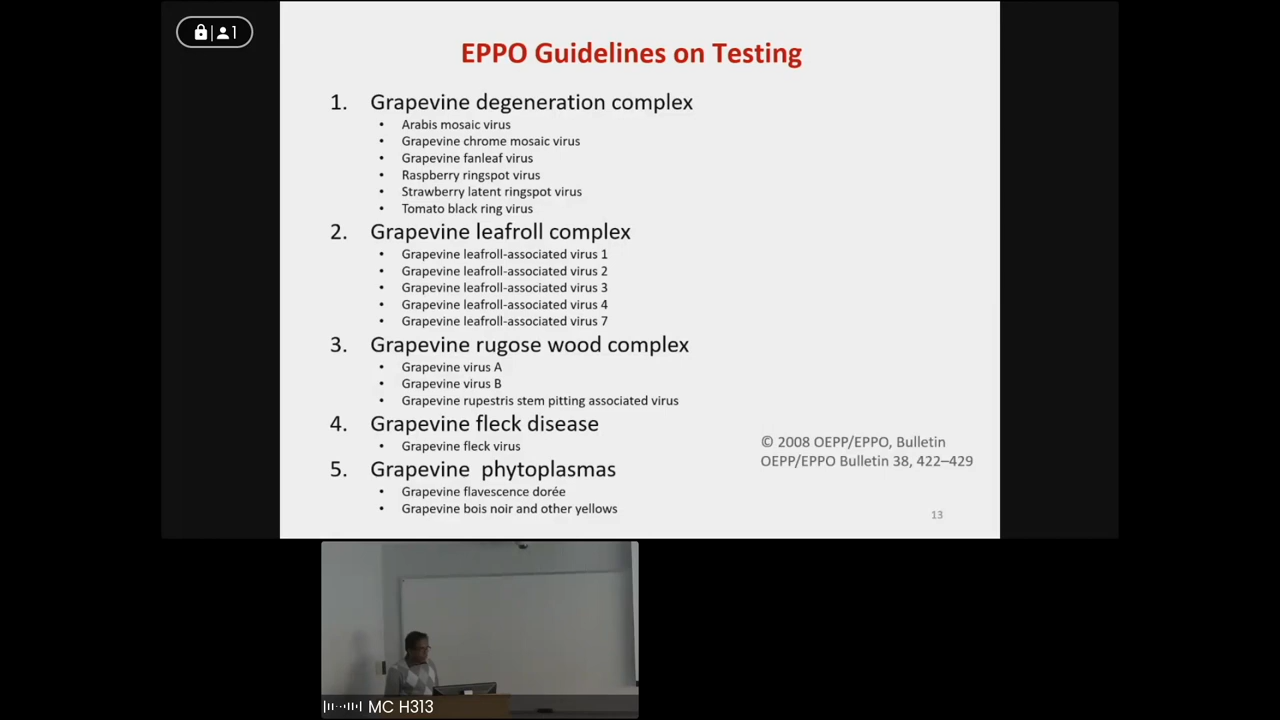 1
EPPO Guidelines on Testing
1. Grapevine degeneration complex
• Arabis mosaic virus
• Grapevine chrome mosaic virus
• Grapevine fanleaf virus
• Raspberry ringspot virus
• Strawberry latent ringspot virus
• Tomato black ring virus
2. Grapevine leafroll complex
• Grapevine leafroll-associated virus 1
• Grapevine leafroll-associated virus 2
• Grapevine leafroll-associated virus 3
• Grapevine leafroll-associated virus 4
• Grapevine leafroll-associated virus 7
3. Grapevine rugose wood complex
• Grapevine virus A
• Grapevine virus B
• Grapevine rupestris stem pitting associated virus
4. Grapevine fleck disease
• Grapevine fleck virus
5. Grapevine phytoplasmas
• Grapevine flavescence dorée
• Grapevine bois noir and other yellows
© 2008 OEPP/EPPO, Bulletin
OEPP/EPPO Bulletin 38, 422–429
13
MC H313